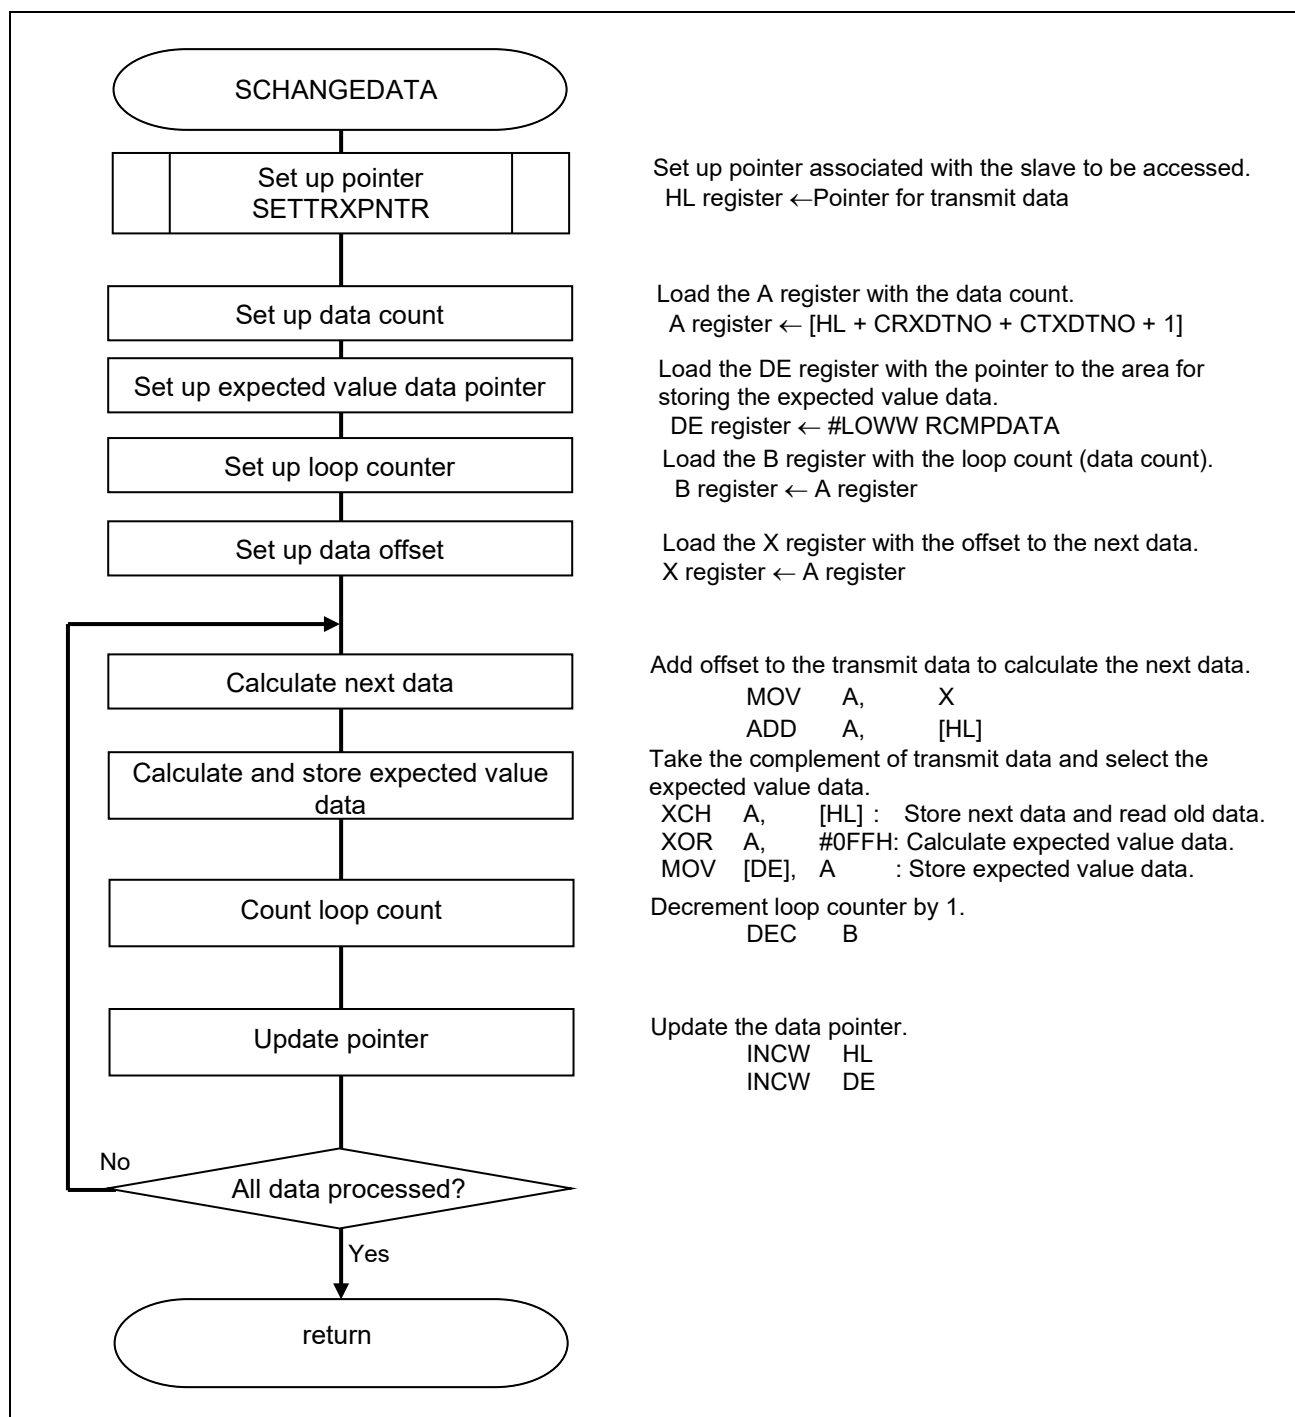 SCHANGEDATA
Set up pointer
SETTRXPNTR
Set up pointer associated with the slave to be accessed.
HL register ←Pointer for transmit data
Set up data count
Load the A register with the data count.
A register ← [HL + CRXDTNO + CTXDTNO + 1]
Set up expected value data pointer
Load the DE register with the pointer to the area for
storing the expected value data.
DE register ← #LOWW RCMPDATA
Set up loop counter
Load the B register with the loop count (data count).
B register ← A register
Set up data offset
Load the X register with the offset to the next data.
X register ← A register
Calculate next data
Add offset to the transmit data to calculate the next data.
MOV A, X
ADD A, [HL]
Calculate and store expected value
data
Take the complement of transmit data and select the
expected value data.
XCH A, [HL] : Store next data and read old data.
XOR A, #0FFH: Calculate expected value data.
MOV [DE], A : Store expected value data.
Count loop count
Decrement loop counter by 1.
DEC B
Update pointer
Update the data pointer.
INCW HL
INCW DE
No
All data processed?
Yes
return